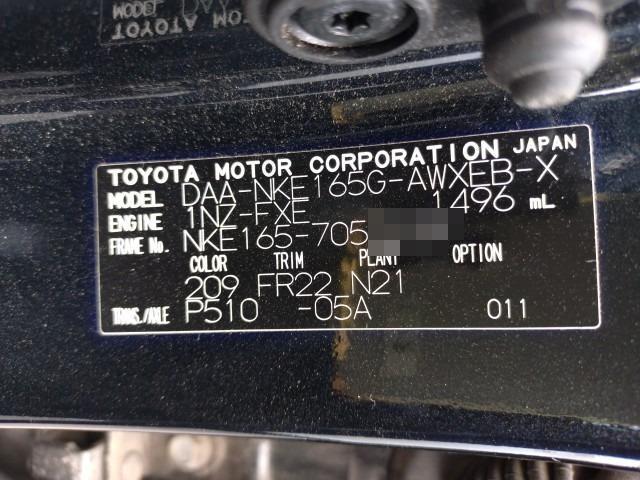 TOYOTA MOTOR CORPORATION JAPAN
MODEL DAA-NKE165G-AWXEB-X
ENGINE 1NZ-FXE 1496 mL
FRAME No. NKE165-705
COLOR TRIM PLANT OPTION
209 FR22 N21
TRANS./AXLE P510 -05A 011